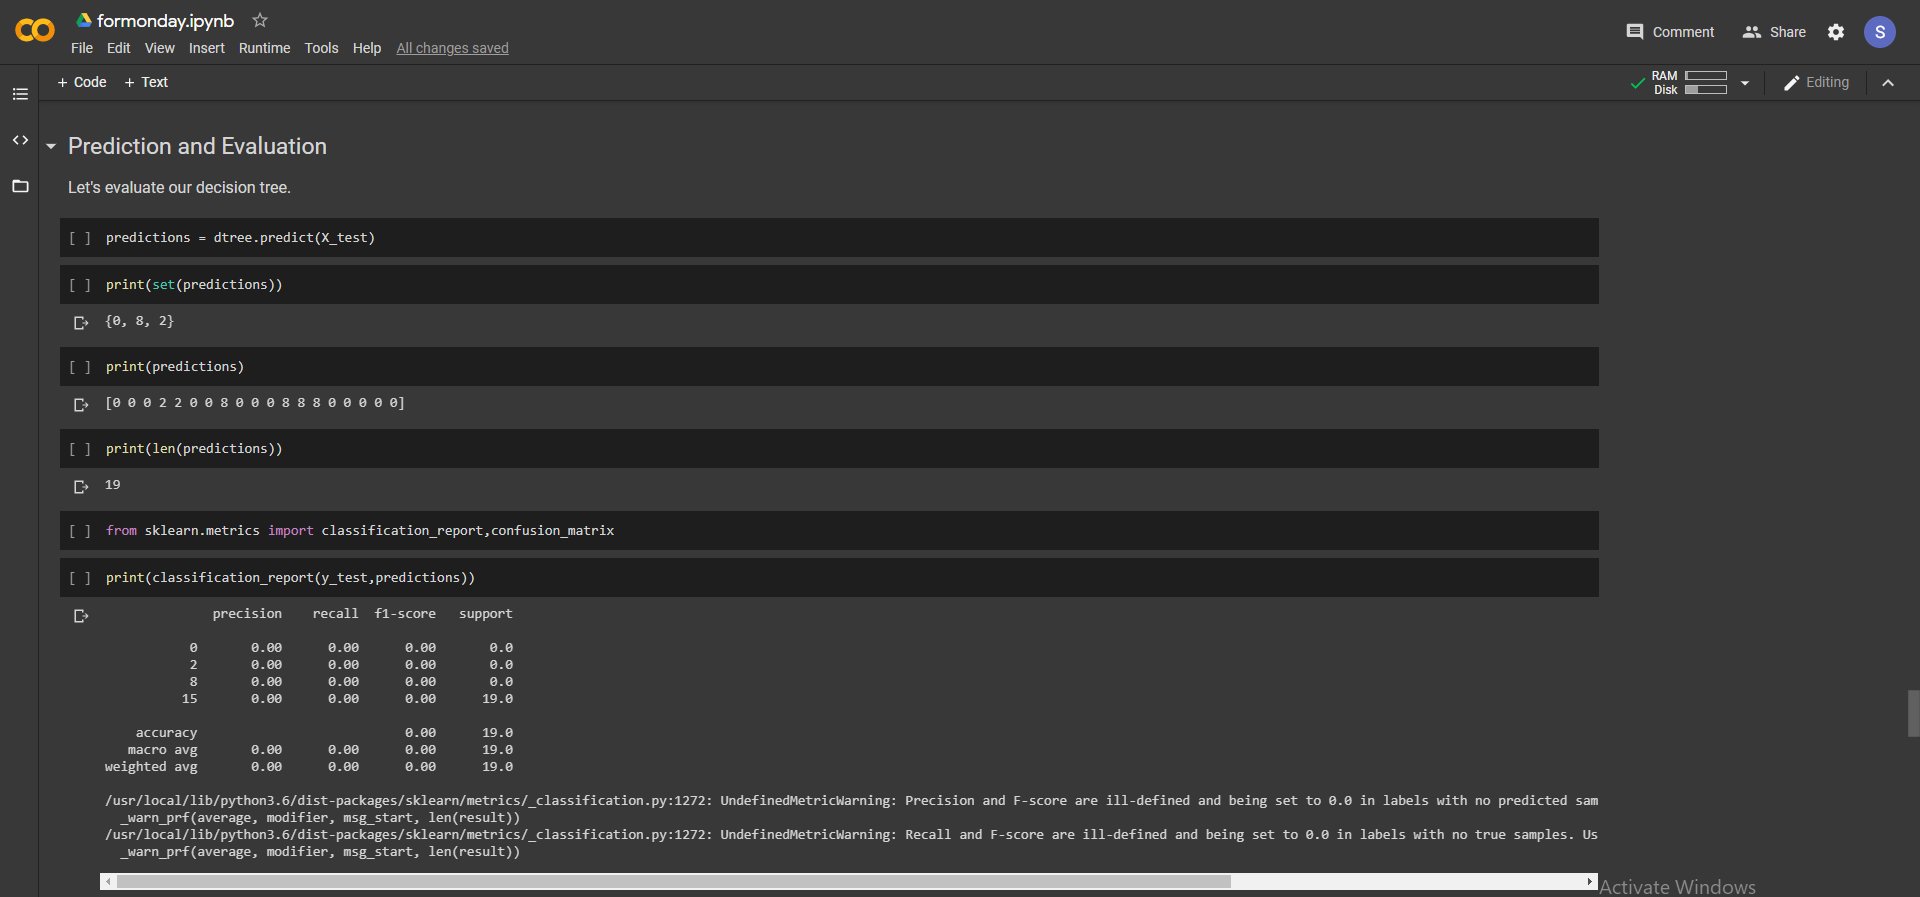 formonday.ipynb
File Edit View Insert Runtime Tools Help All changes saved
Comment Share S
+ Code + Text
RAM
Disk
Editing
Prediction and Evaluation
Let's evaluate our decision tree.
[ ] predictions = dtree.predict(X_test)
[ ] print(set(predictions))
{0, 8, 2}
[ ] print(predictions)
[0 0 0 2 2 0 0 8 0 0 0 8 8 8 0 0 0 0 0]
[ ] print(len(predictions))
19
[ ] from sklearn.metrics import classification_report,confusion_matrix
[ ] print(classification_report(y_test,predictions))
precision recall f1-score support
0 0.00 0.00 0.00 0.0
2 0.00 0.00 0.00 0.0
8 0.00 0.00 0.00 0.0
15 0.00 0.00 0.00 19.0
accuracy 0.00 19.0
macro avg 0.00 0.00 0.00 19.0
weighted avg 0.00 0.00 0.00 19.0
/usr/local/lib/python3.6/dist-packages/sklearn/metrics/_classification.py:1272: UndefinedMetricWarning: Precision and F-score are ill-defined and being set to 0.0 in labels with no predicted sam
_warn_prf(average, modifier, msg_start, len(result))
/usr/local/lib/python3.6/dist-packages/sklearn/metrics/_classification.py:1272: UndefinedMetricWarning: Recall and F-score are ill-defined and being set to 0.0 in labels with no true samples. Us
_warn_prf(average, modifier, msg_start, len(result))
Activate Windows